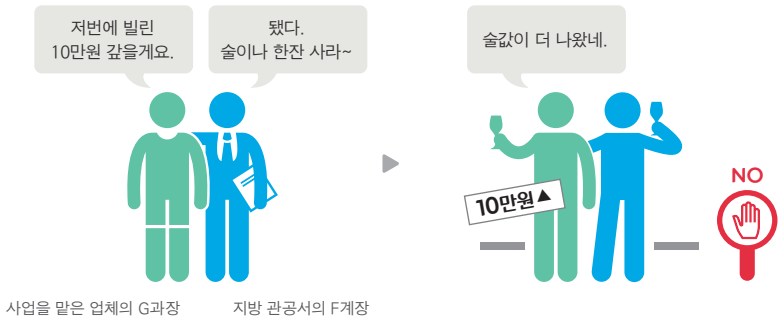 저번에 빌린
10만원 갚을게요.
됐다.
술이나 한잔 사라~
술값이 더 나왔네.
10만원▲
NO
사업을 맡은 업체의 G과장
지방 관공서의 F계장